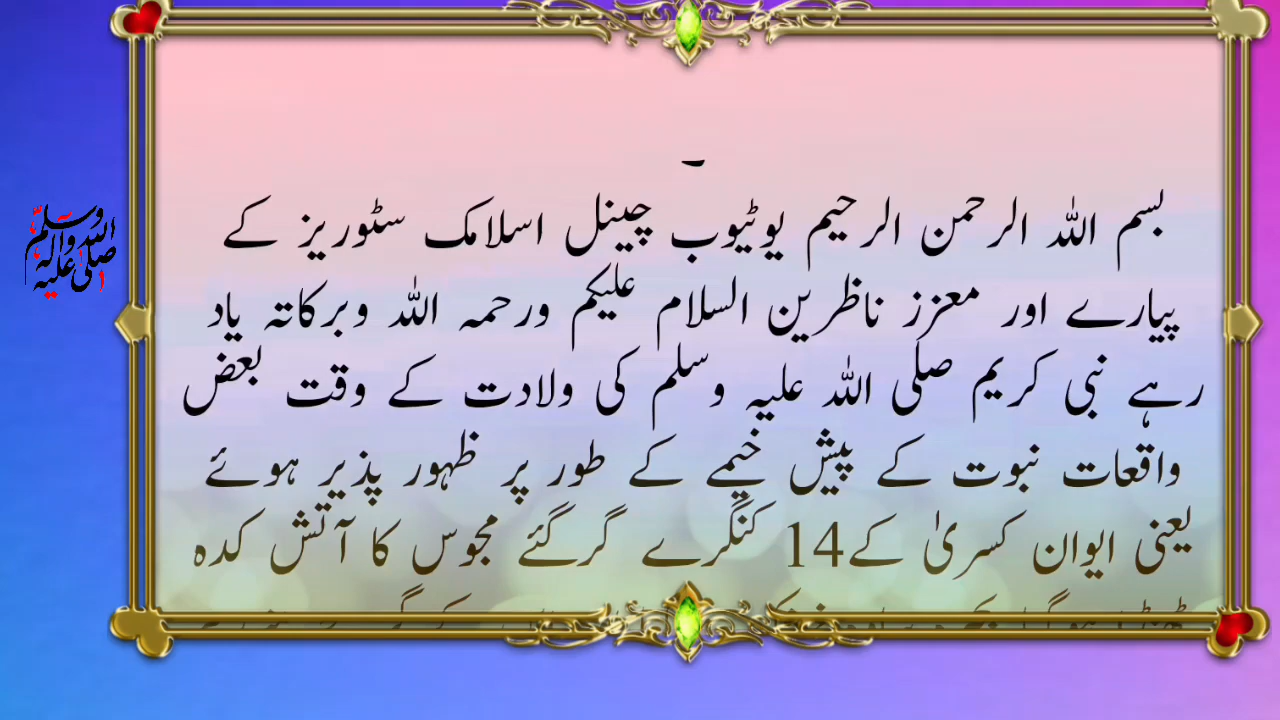 صلی اللہ علیہ وآلہ وسلم
۔
بسم اللہ الرحمن الرحیم یوٹیوب چینل اسلامک سٹوریز کے
پیارے اور معزز ناظرین السلام علیکم ورحمہ اللہ وبرکاتہ یاد
رہے نبی کریم صلی اللہ علیہ وسلم کی ولادت کے وقت بعض
واقعات نبوت کے پیش خیمے کے طور پر ظہور پذیر ہوئے
یعنی ایوان کسریٰ کے14 کنگرے گرگئے مجوس کا آتش کدہ